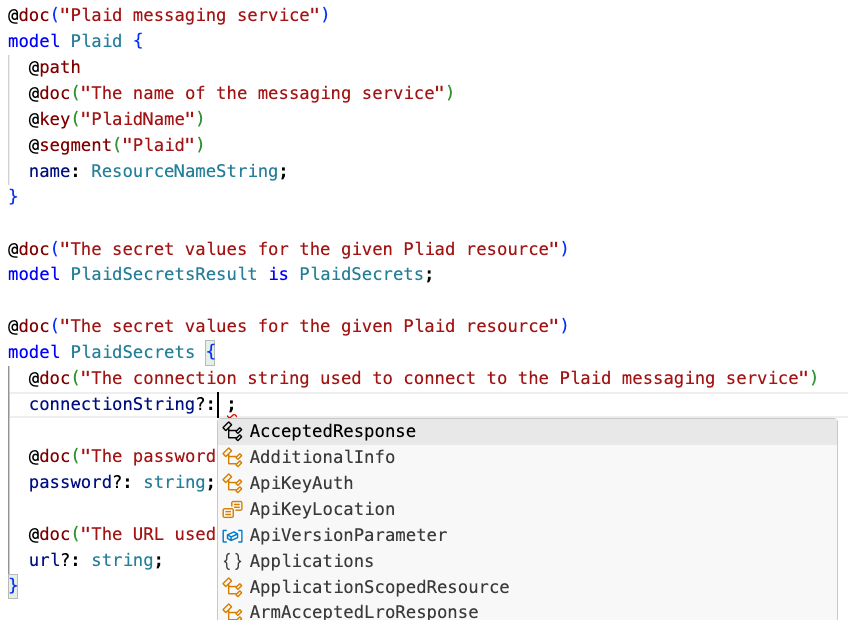 @doc("Plaid messaging service")
model Plaid {
@path
@doc("The name of the messaging service")
@key("PlaidName")
@segment("Plaid")
name: ResourceNameString;
}
@doc("The secret values for the given Pliad resource")
model PlaidSecretsResult is PlaidSecrets;
@doc("The secret values for the given Plaid resource")
model PlaidSecrets {
@doc("The connection string used to connect to the Plaid messaging service")
connectionString?: ;
AcceptedResponse
@doc("The password
AdditionalInfo
password?: string;
ApiKeyAuth
ApiKeyLocation
@doc("The URL used
ApiVersionParameter
url?: string;
{} Applications
}
ApplicationScopedResource
ArmAcceptedLroResponse